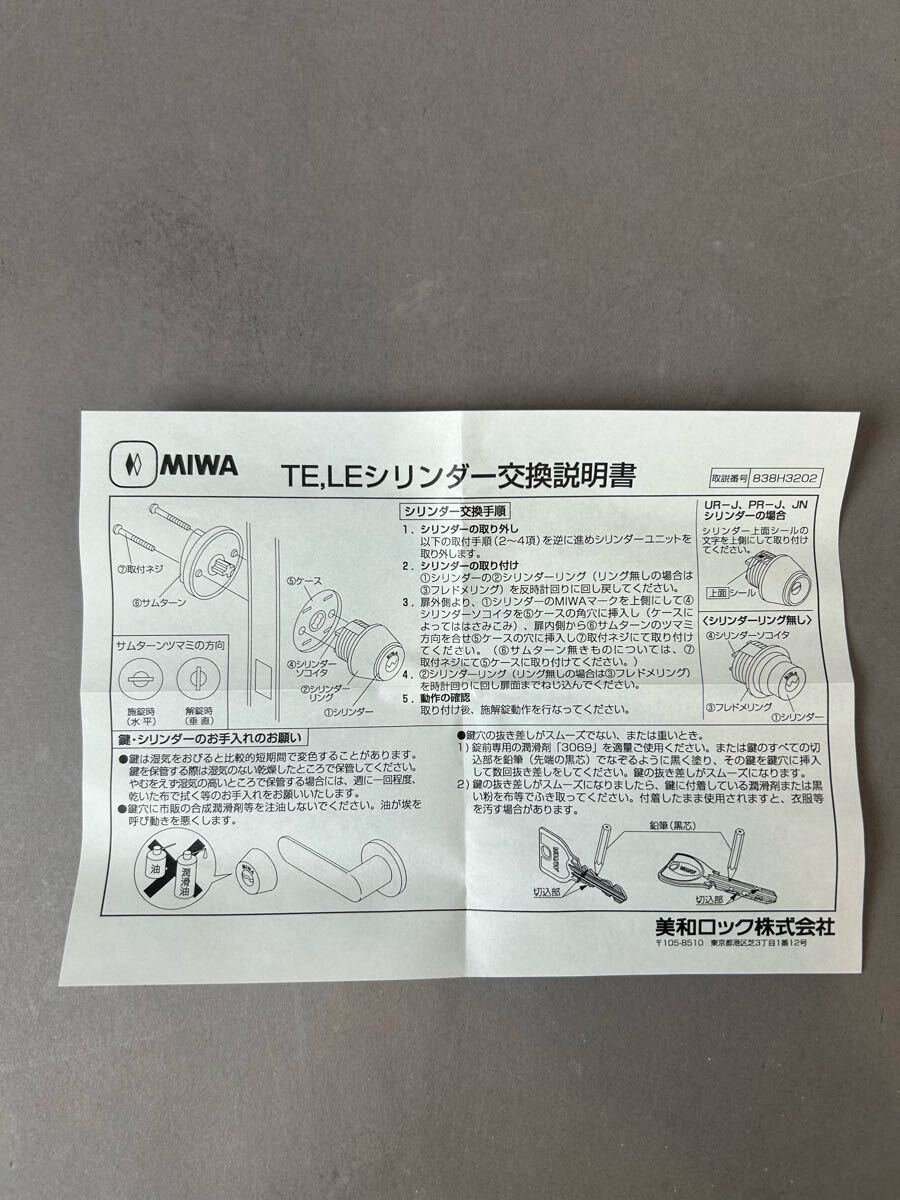 MIWA
TE,LEシリンダー交換説明書
取説番号 838H3202
⑦取付ネジ
⑥サムターン
⑤ケース
④シリンダー
ソコイタ
②シリンダー
リング
①シリンダー
サムターンツマミの方向
施錠時
(水平)
解錠時
(垂直)
シリンダー交換手順
1. シリンダーの取り外し
以下の取付手順(2〜4項)を逆に進めシリンダーユニットを
取り外します。
2. シリンダーの取り付け
①シリンダーの②シリンダーリング(リング無しの場合は
③フレドメリング)を反時計回りに回し戻してください。
3. 扉外側より、①シリンダーのMIWAマークを上側にして④
シリンダーソコイタを⑤ケースの角穴に挿入し(ケースに
よってははさみこみ)、扉内側から⑥サムターンのツマミ
方向を合せ⑤ケースの穴に挿入し⑦取付ネジにて取り付け
てください。(⑥サムターン無きものについては、⑦
取付ネジにて⑤ケースに取り付けてください。)
4. ②シリンダーリング(リング無しの場合は③フレドメリング)
を時計回りに回し扉面までねじ込んでください。
5. 動作の確認
取り付け後、施解錠動作を行なってください。
UR-J、PR-J、JN
シリンダーの場合
シリンダー上面シールの
文字を上側にして取り付け
てください。
上面シール
〈シリンダーリング無し〉
④シリンダーソコイタ
MIWA
③フレドメリング
①シリンダー
鍵・シリンダーのお手入れのお願い
●鍵は湿気をおびると比較的短期間で変色することがあります。
鍵を保管する際は湿気のない乾燥したところで保管してください。
やむをえず湿気の高いところで保管する場合には、週に一回程度、
乾いた布で拭く等のお手入れをお願いいたします。
●鍵穴に市販の合成潤滑剤等を注油しないでください。油が埃を
呼び動きを悪くします。
油
潤滑油
MIWA
●鍵穴の抜き差しがスムーズでない、または重いとき。
1)錠前専用の潤滑剤「3069」を適量ご使用ください。または鍵のすべての切
込部を鉛筆(先端の黒芯)でなぞるように黒く塗り、その鍵を鍵穴に挿入
して数回抜き差しをしてください。鍵の抜き差しがスムーズになります。
2)鍵の抜き差しがスムーズになりましたら、鍵に付着している潤滑剤または黒
い粉を布等でふき取ってください。付着したまま使用されますと、衣服等
を汚す場合があります。
鉛筆(黒芯)
切込部
切込部
美和ロック株式会社
〒105-8510 東京都港区芝3丁目1番12号